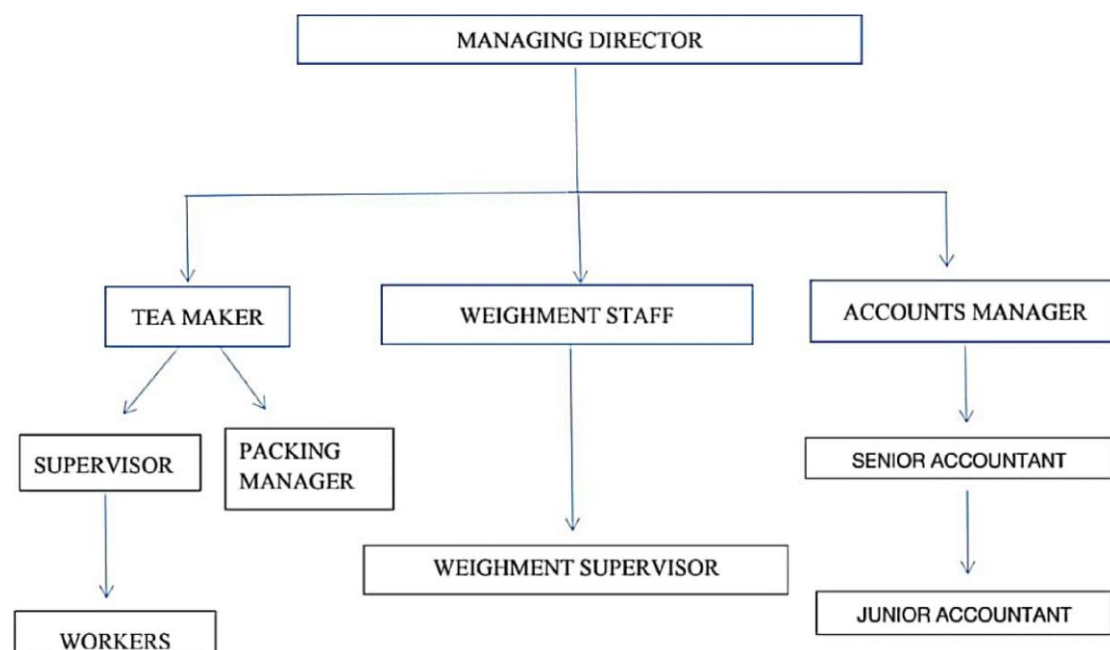 MANAGING DIRECTOR
TEA MAKER
WEIGHMENT STAFF
ACCOUNTS MANAGER
SUPERVISOR
PACKING
MANAGER
SENIOR ACCOUNTANT
WEIGHMENT SUPERVISOR
WORKERS
JUNIOR ACCOUNTANT